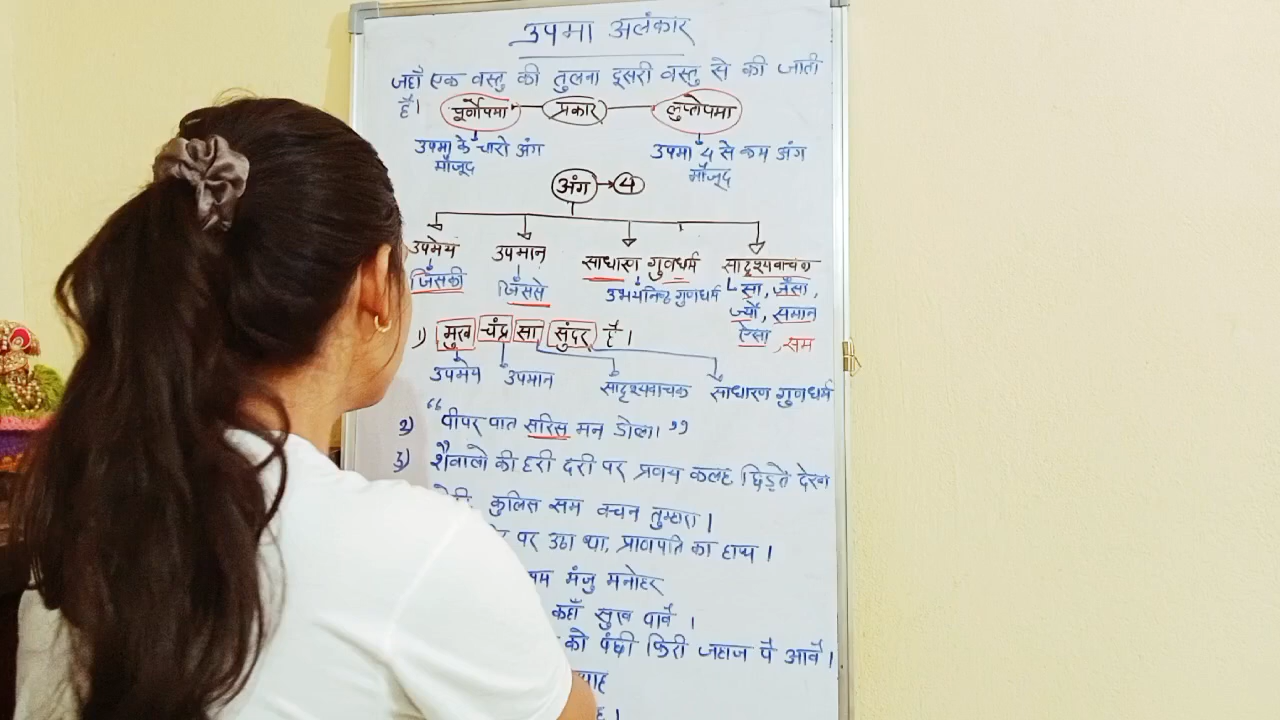 उपमा अलंकार
जहाँ एक वस्तु की तुलना दूसरी वस्तु से की जाती
है।
पूर्णोपमा प्रकार लुप्तोपमा
उपमा के चारो अंग उपमा 4 से कम अंग
मौजूद मौजूद
अंग → 4
उपमेय उपमान साधारण गुणधर्म सादृश्यवाचक
जिसकी जिससे उभयनिष्ठ गुणधर्म सा, जैसा,
ज्यौं, समान
ऐसा, सम
1) मुख चंद्र सा सुंदर है।
उपमेय उपमान सादृश्यवाचक साधारण गुणधर्म
2) “पीपर पात सरिस मन डोला।”
3) शैवालो की हरी दरी पर प्रणय कलह छिड़ते देखा
कुलिस सम वचन तुम्हारा।
पर उठा था, प्राणपति का हाथ।
मंजु मनोहर
कहाँ सुख पावै।
को पंछी फिरी जहाज पै आवै।
है।